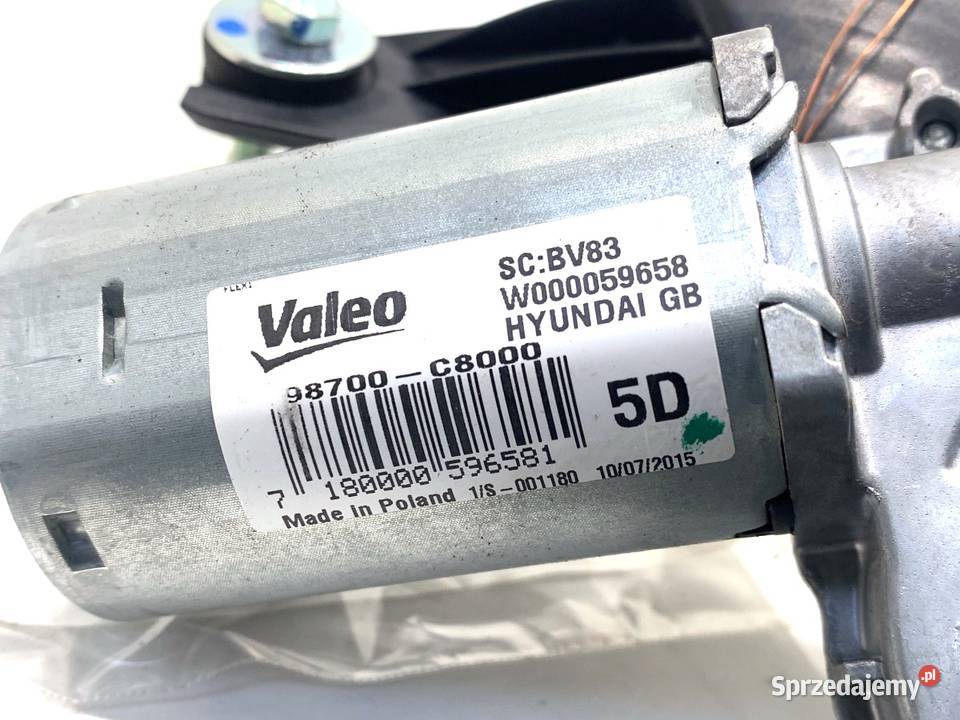 FLEXI
Valeo
SC:BV83
W000059658
HYUNDAI GB
98700-C8000
5D
7 180000 596581
Made in Poland 1/S-001180 10/07/2015
Sprzedajemy.pl